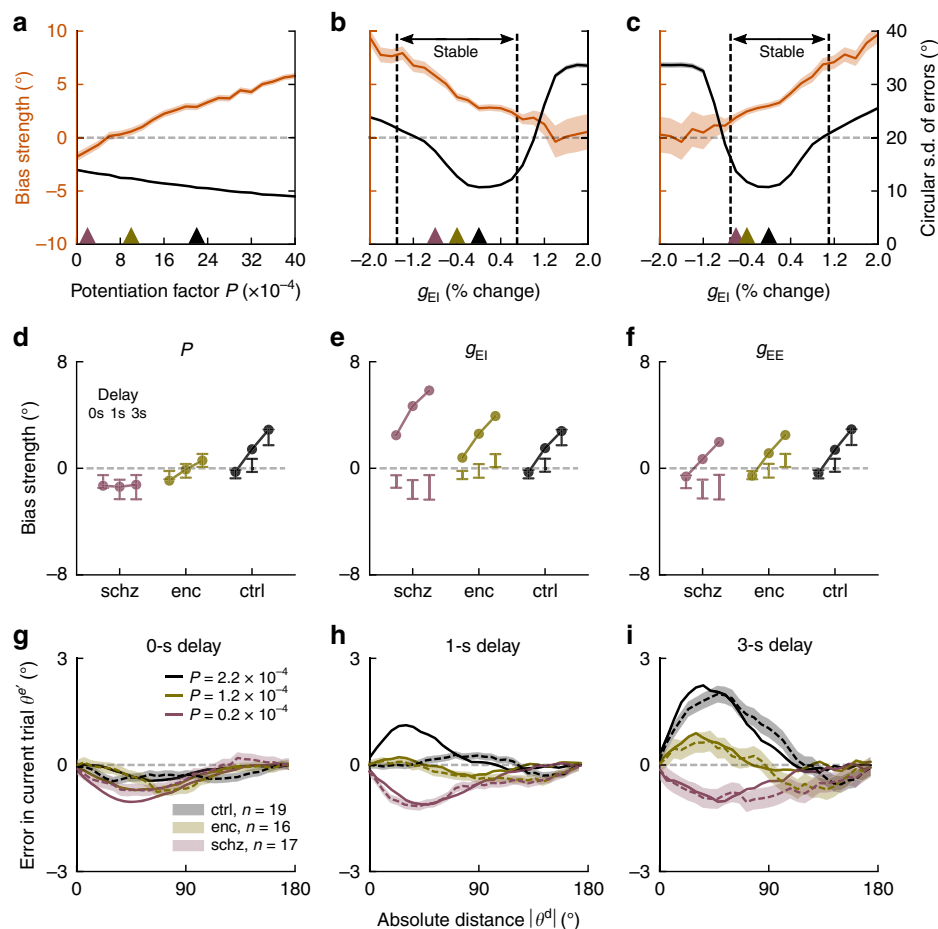 a
b
c
10
5
0
−5
−10
Bias strength (°)
Stable
Stable
40
30
20
10
0
Circular s.d. of errors (°)
0 8 16 24 32 40
−2.0 −1.2 −0.4 0.4 1.2 2.0
−2.0 −1.2 −0.4 0.4 1.2 2.0
Potentiation factor P (×10⁻⁴)
gEI (% change)
gEI (% change)
d
e
f
P
gEI
gEE
8
0
−8
8
0
−8
8
0
−8
Bias strength (°)
Delay
0s 1s 3s
schz enc ctrl
schz enc ctrl
schz enc ctrl
g
h
i
0-s delay
1-s delay
3-s delay
3
0
−3
3
0
−3
3
0
−3
Error in current trial θe′ (°)
P = 2.2 × 10⁻⁴
P = 1.2 × 10⁻⁴
P = 0.2 × 10⁻⁴
ctrl, n = 19
enc, n = 16
schz, n = 17
0 90 180
0 90 180
0 90 180
Absolute distance |θd| (°)